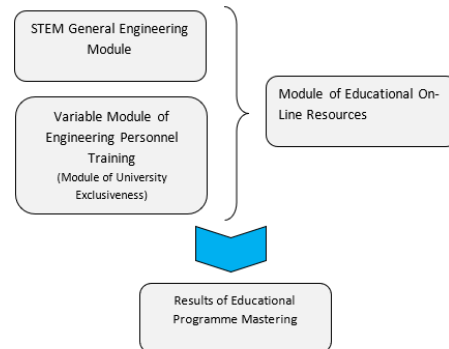 STEM General Engineering
Module
Variable Module of
Engineering Personnel
Training
(Module of University
Exclusiveness)
Module of Educational On-
Line Resources
Results of Educational
Programme Mastering